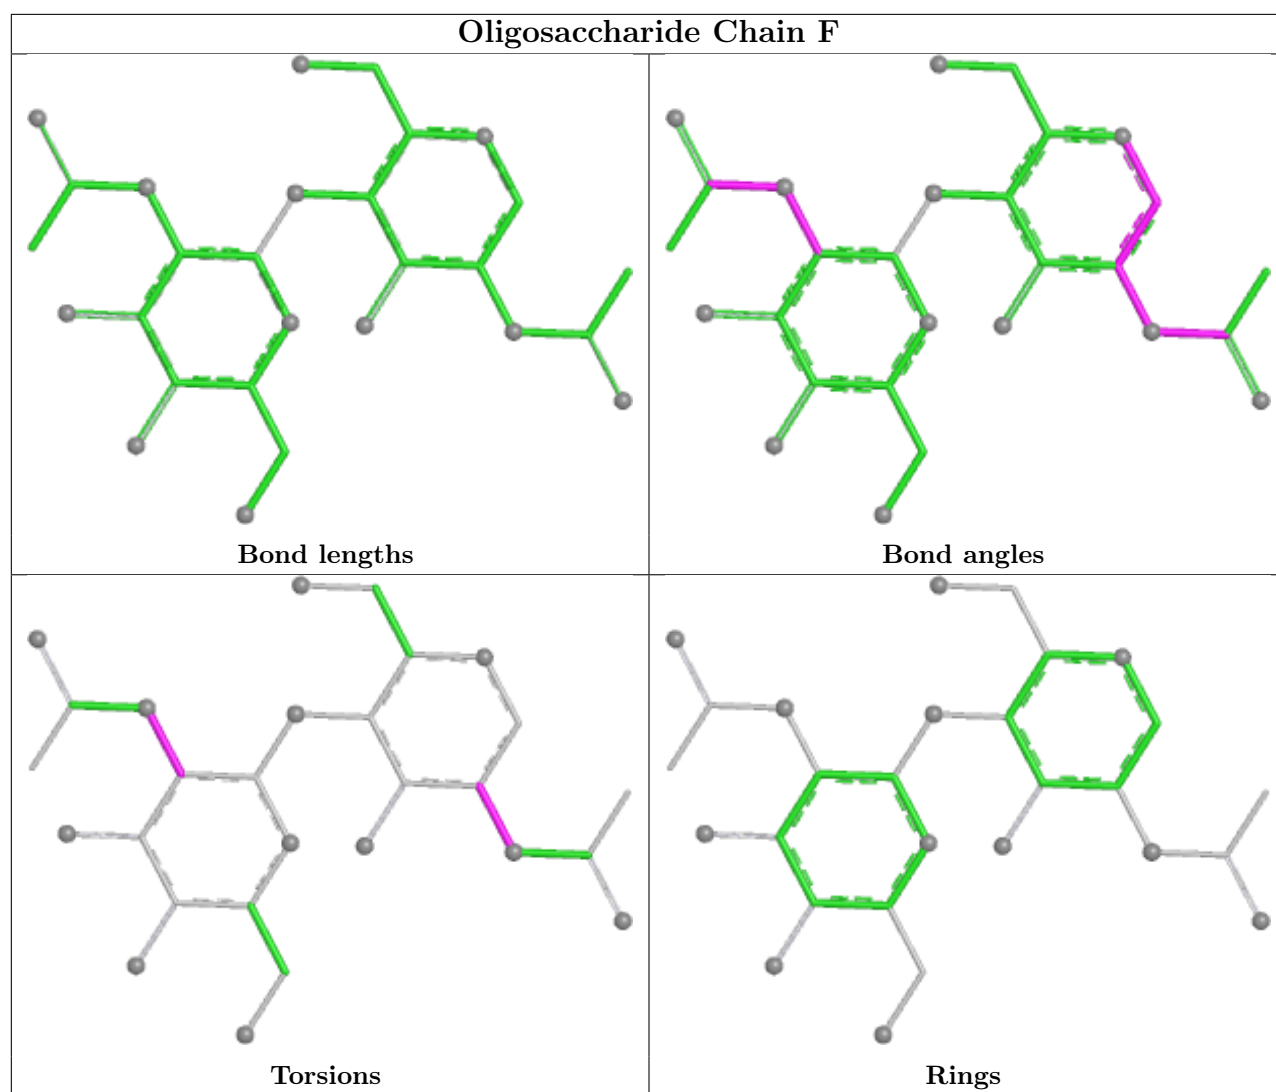 Oligosaccharide Chain F
Bond lengths
Bond angles
Torsions
Rings